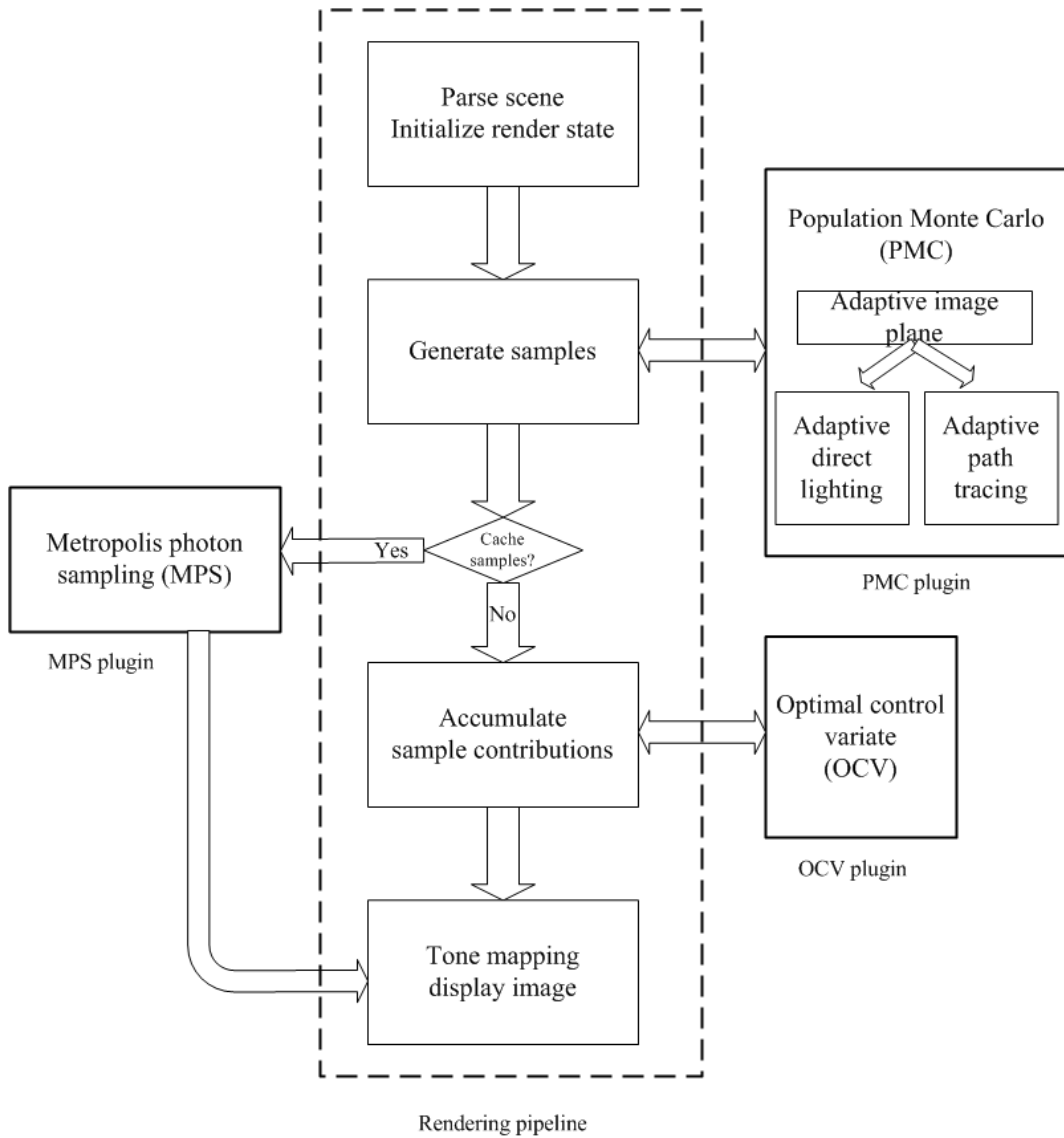 Parse scene
Initialize render state
Generate samples
Population Monte Carlo
(PMC)
Adaptive image
plane
Adaptive
direct
lighting
Adaptive
path
tracing
PMC plugin
Cache
samples?
Yes
No
Metropolis photon
sampling (MPS)
MPS plugin
Accumulate
sample contributions
Optimal control
variate
(OCV)
OCV plugin
Tone mapping
display image
Rendering pipeline